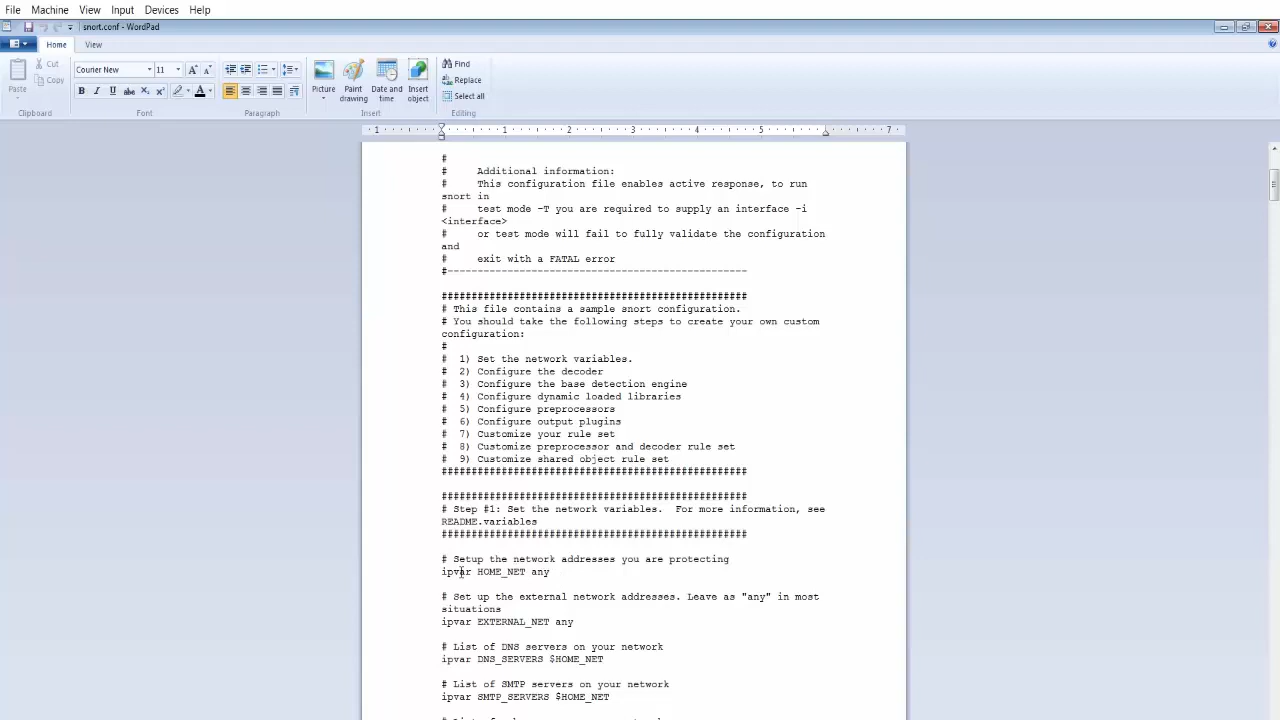 File Machine View Input Devices Help
snort.conf - WordPad
Home View
Cut
Courier New 11
Find
Paste
Copy
Replace
Picture
Paint drawing
Date and time
Insert object
Select all
Clipboard Font Paragraph Insert Editing
1 1 2 3 4 5 7
#
# Additional information:
# This configuration file enables active response, to run
snort in
# test mode -T you are required to supply an interface -i
<interface>
# or test mode will fail to fully validate the configuration
and
# exit with a FATAL error
#--------------------------------------------------
###################################################
# This file contains a sample snort configuration.
# You should take the following steps to create your own custom
configuration:
#
# 1) Set the network variables.
# 2) Configure the decoder
# 3) Configure the base detection engine
# 4) Configure dynamic loaded libraries
# 5) Configure preprocessors
# 6) Configure output plugins
# 7) Customize your rule set
# 8) Customize preprocessor and decoder rule set
# 9) Customize shared object rule set
###################################################
###################################################
# Step #1: Set the network variables. For more information, see
README.variables
###################################################
# Setup the network addresses you are protecting
ipvar HOME_NET any
# Set up the external network addresses. Leave as "any" in most
situations
ipvar EXTERNAL_NET any
# List of DNS servers on your network
ipvar DNS_SERVERS $HOME_NET
# List of SMTP servers on your network
ipvar SMTP_SERVERS $HOME_NET